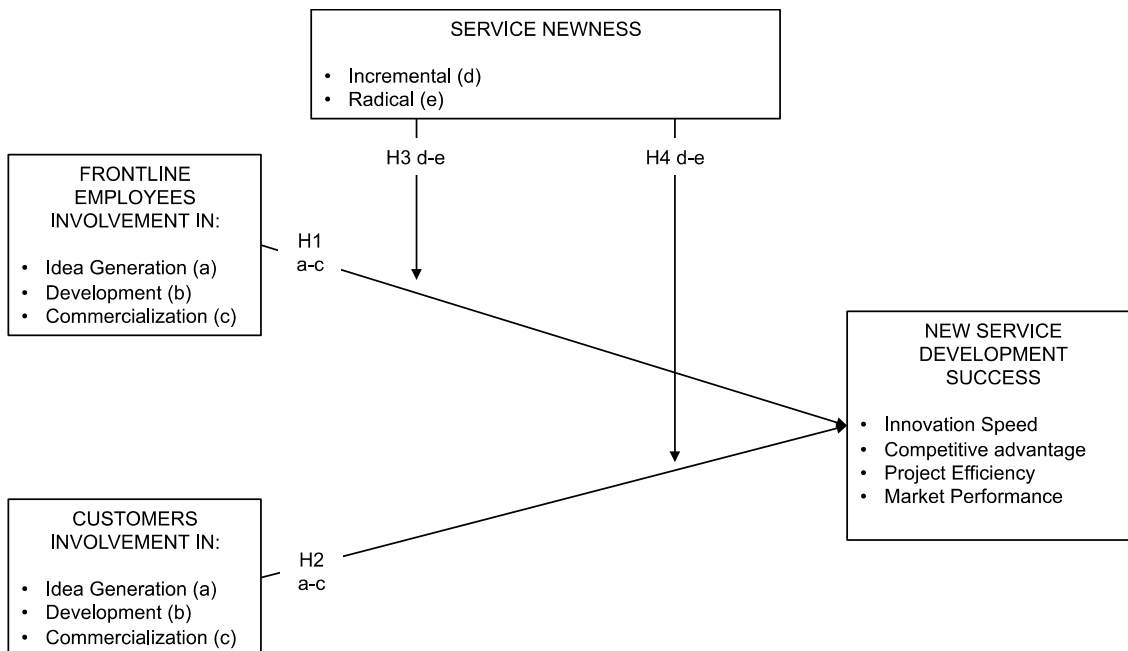 SERVICE NEWNESS
• Incremental (d)
• Radical (e)
H3 d-e
H4 d-e
FRONTLINE
EMPLOYEES
INVOLVEMENT IN:
• Idea Generation (a)
• Development (b)
• Commercialization (c)
H1
a-c
NEW SERVICE
DEVELOPMENT
SUCCESS
• Innovation Speed
• Competitive advantage
• Project Efficiency
• Market Performance
CUSTOMERS
INVOLVEMENT IN:
• Idea Generation (a)
• Development (b)
• Commercialization (c)
H2
a-c